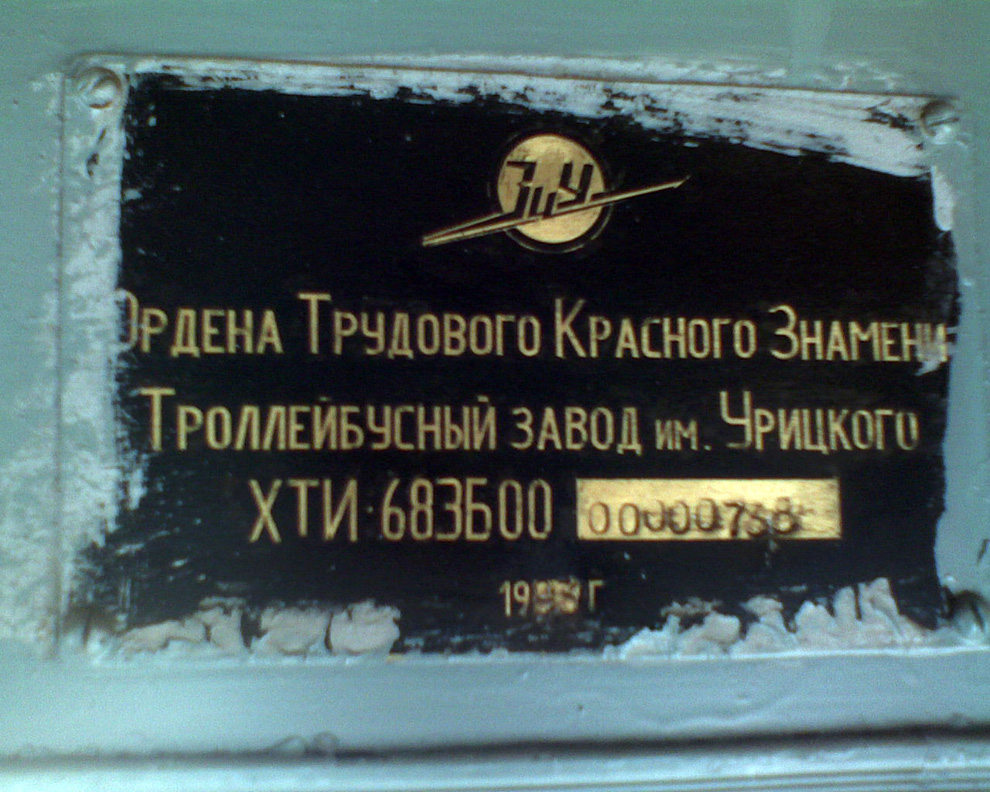 ЗИУ
Ордена Трудового Красного Знамени
Троллейбусный завод им. Урицкого
ХТИ 683Б00